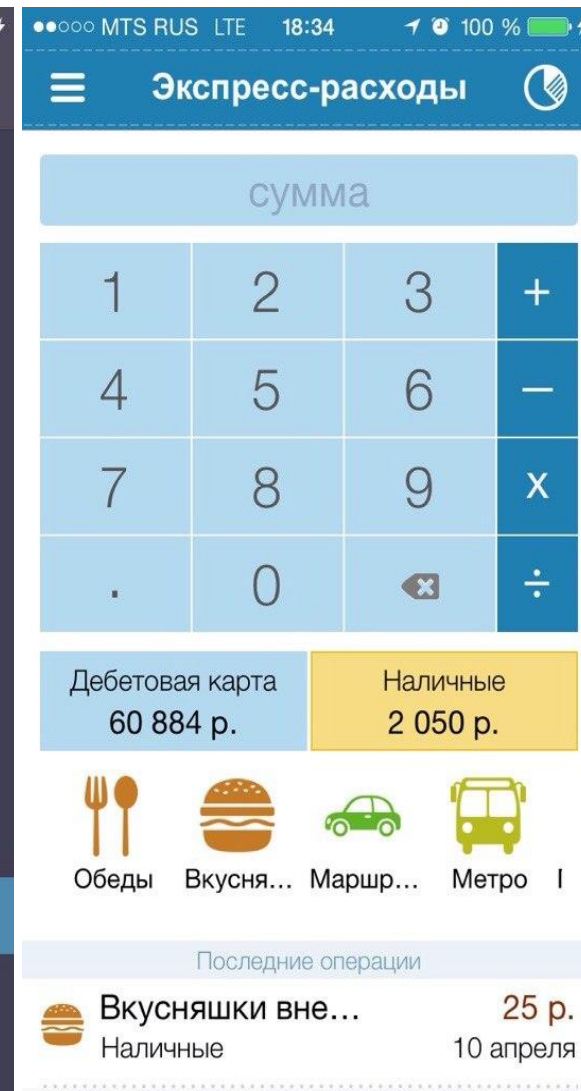 MTS RUS LTE 18:34 100 %
Экспресс-расходы
сумма
1 2 3 +
4 5 6 −
7 8 9 x
. 0 ÷
Дебетовая карта Наличные
60 884 р. 2 050 р.
Обеды Вкусня... Маршр... Метро
Последние операции
Вкусняшки вне... 25 р.
Наличные 10 апреля